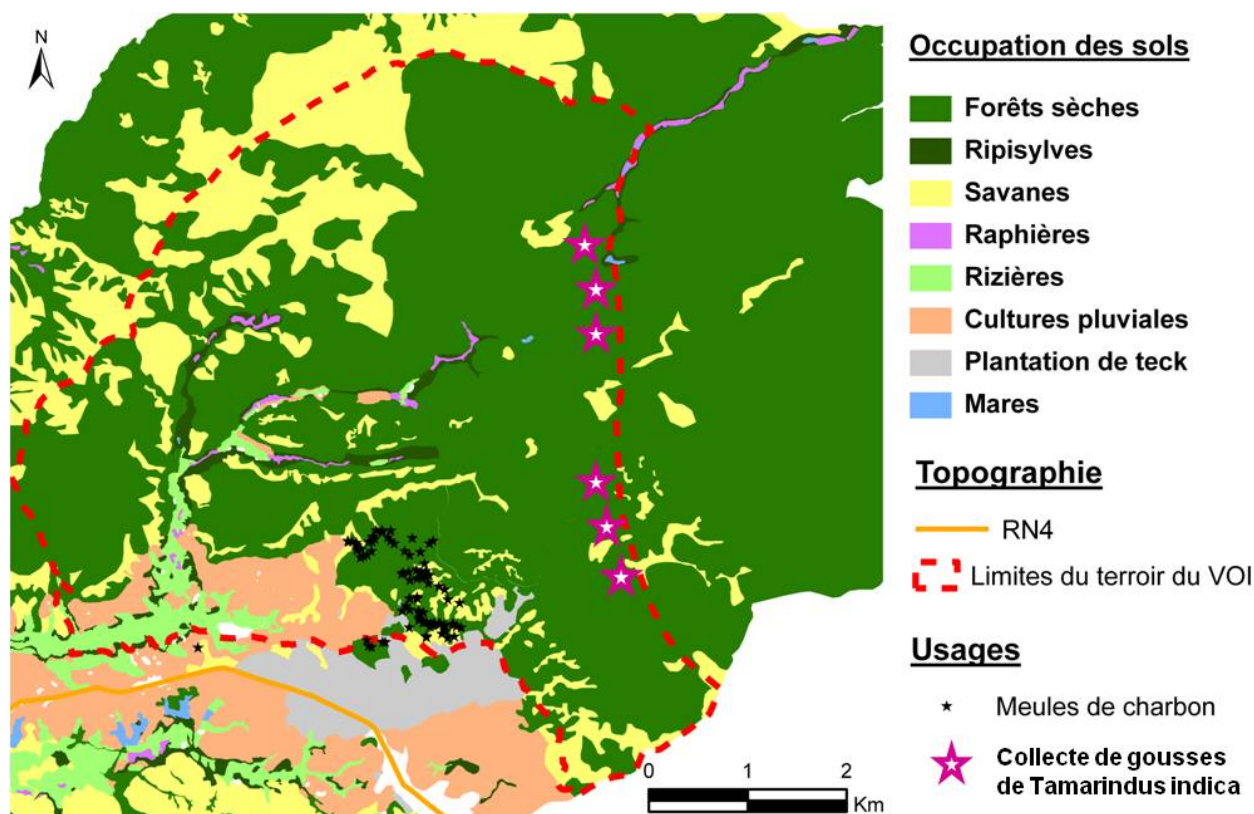 N
Occupation des sols
Forêts sèches
Ripisylves
Savanes
Raphières
Rizières
Cultures pluviales
Plantation de teck
Mares
Topographie
RN4
Limites du terroir du VOI
Usages
Meules de charbon
Collecte de gousses
de Tamarindus indica
0 1 2
Km